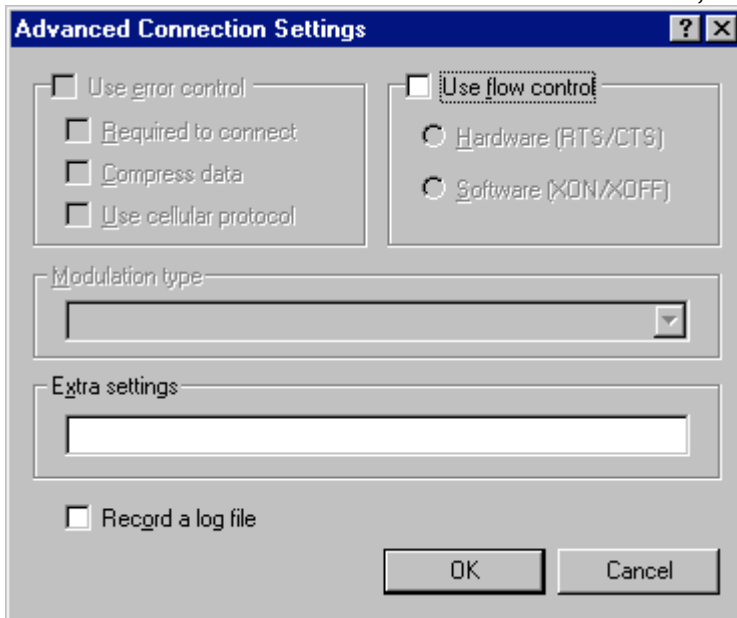 Advanced Connection Settings
Use error control
Required to connect
Compress data
Use cellular protocol
Use flow control
Hardware (RTS/CTS)
Software (XON/XOFF)
Modulation type
Extra settings
Record a log file
OK
Cancel